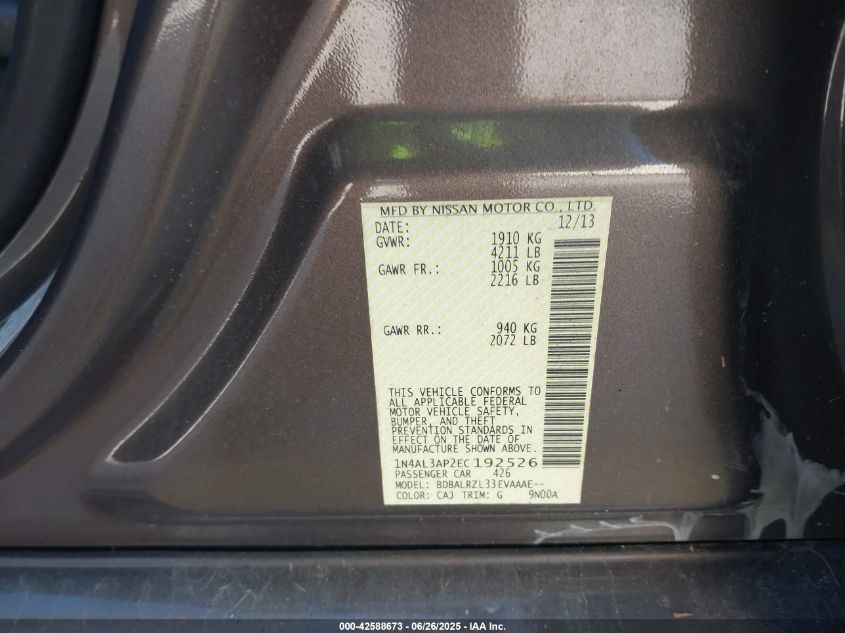 MFD BY NISSAN MOTOR CO., LTD.
DATE: 12/13
GVWR: 1910 KG
4211 LB
GAWR FR.: 1005 KG
2216 LB
GAWR RR.: 940 KG
2072 LB
THIS VEHICLE CONFORMS TO
ALL APPLICABLE FEDERAL
MOTOR VEHICLE SAFETY,
BUMPER, AND THEFT
PREVENTION STANDARDS IN
EFFECT ON THE DATE OF
MANUFACTURE SHOWN ABOVE.
1N4AL3AP2EC192526
PASSENGER CAR 426
MODEL: BDBALRZL33EVAAAE--
COLOR: CAJ TRIM: G 9N00A
000-42588673 - 06/26/2025 - IAA Inc.